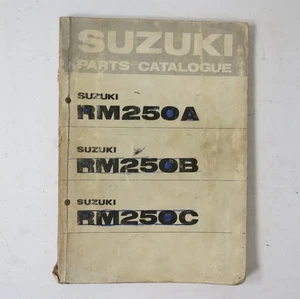 SUZUKI
PARTS CATALOGUE
SUZUKI
RM250A
SUZUKI
RM250B
SUZUKI
RM250C